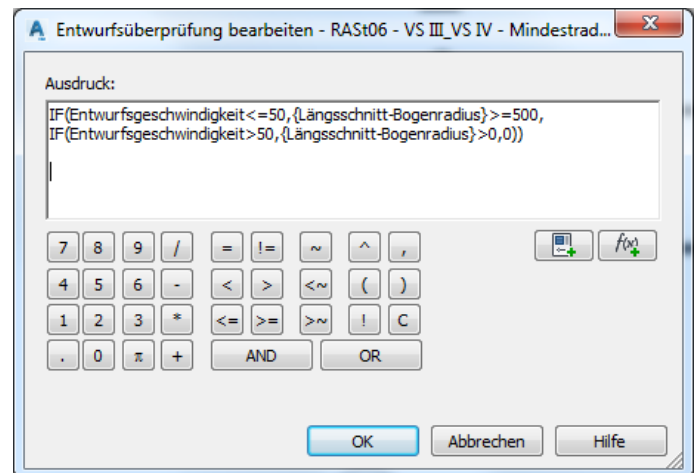 Entwurfsüberprüfung bearbeiten - RASt06 - VS III_VS IV - Mindestrad...
Ausdruck:
IF(Entwurfsgeschwindigkeit<=50,{Längsschnitt-Bogenradius}>=500,
IF(Entwurfsgeschwindigkeit>50,{Längsschnitt-Bogenradius}>0,0))
7 8 9 / = != ~ ^ , f(x)
4 5 6 - < > <~ ( )
1 2 3 * <= >= >~ ! C
. 0 π + AND OR
OK Abbrechen Hilfe